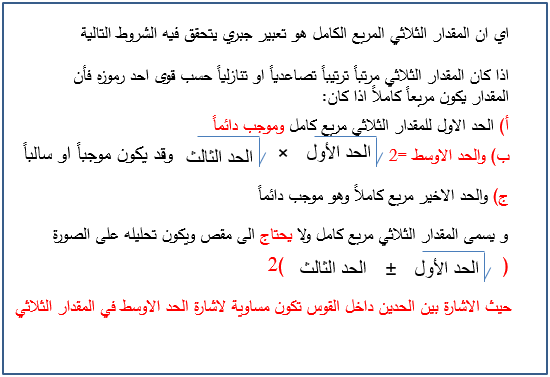 اي ان المقدار الثلاثي المربع الكامل هو تعبير جبري يتحقق فيه الشروط التالية
اذا كان المقدار الثلاثي مرتباً ترتيباً تصاعدياً او تنازلياً حسب قوى احد رموزه فأن
المقدار يكون مربعاً كاملاً اذا كان:
أ) الحد الاول للمقدار الثلاثي مربع كامل وموجب دائماً
ب) والحد الاوسط =2 الحد الأول × الحد الثالث وقد يكون موجباً او سالباً
ج) والحد الاخير مربع كاملاً وهو موجب دائماً
و يسمى المقدار الثلاثي مربع كامل ولا يحتاج الى مقص ويكون تحليله على الصورة
( الحد الأول ± الحد الثالث )2
حيث الاشارة بين الحدين داخل القوس تكون مساوية لاشارة الحد الاوسط في المقدار الثلاثي